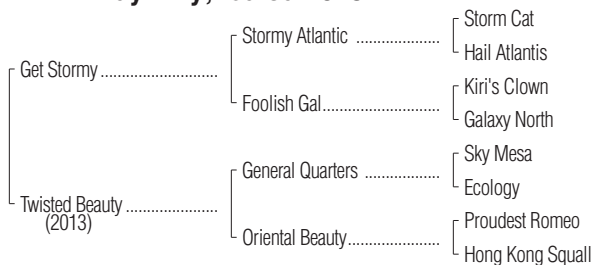 Storm Cat
Stormy Atlantic ....................
Hail Atlantis
Get Stormy ............................
Kiri's Clown
Foolish Gal............................
Galaxy North
Sky Mesa
General Quarters ..................
Ecology
Twisted Beauty ......................
(2013)
Proudest Romeo
Oriental Beauty......................
Hong Kong Squall